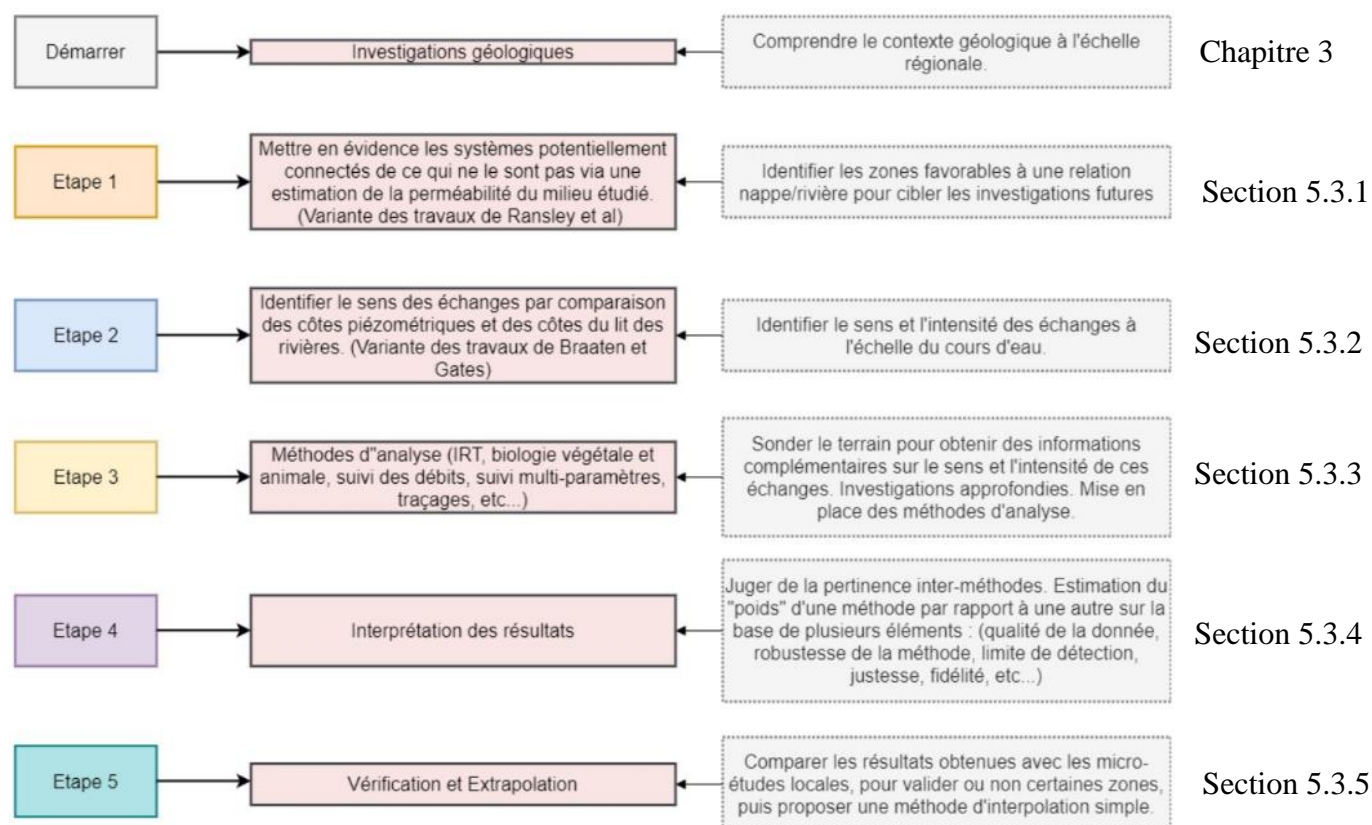 Démarrer
Investigations géologiques
Comprendre le contexte géologique à l'échelle
régionale.
Chapitre 3
Etape 1
Mettre en évidence les systèmes potentiellement
connectés de ce qui ne le sont pas via une
estimation de la perméabilité du milieu étudié.
(Variante des travaux de Ransley et al)
Identifier les zones favorables à une relation
nappe/rivière pour cibler les investigations futures
Section 5.3.1
Etape 2
Identifier le sens des échanges par comparaison
des côtes piézométriques et des côtes du lit des
rivières. (Variante des travaux de Braaten et
Gates)
Identifier le sens et l'intensité des échanges à
l'échelle du cours d'eau.
Section 5.3.2
Etape 3
Méthodes d"analyse (IRT, biologie végétale et
animale, suivi des débits, suivi multi-paramètres,
traçages, etc...)
Sonder le terrain pour obtenir des informations
complémentaires sur le sens et l'intensité de ces
échanges. Investigations approfondies. Mise en
place des méthodes d'analyse.
Section 5.3.3
Etape 4
Interprétation des résultats
Juger de la pertinence inter-méthodes. Estimation du
"poids" d'une méthode par rapport à une autre sur la
base de plusieurs éléments : (qualité de la donnée,
robustesse de la méthode, limite de détection,
justesse, fidélité, etc...)
Section 5.3.4
Etape 5
Vérification et Extrapolation
Comparer les résultats obtenues avec les micro-
études locales, pour valider ou non certaines zones,
puis proposer une méthode d'interpolation simple.
Section 5.3.5